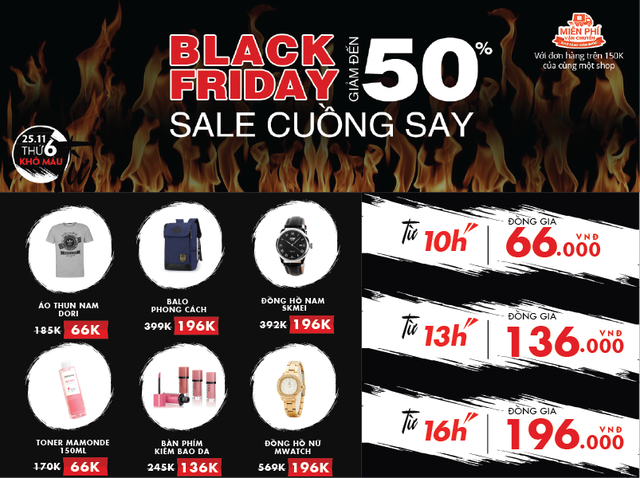 BLACK
FRIDAY
GIẢM ĐẾN
50%
SALE CUỒNG SAY
MIỄN PHÍ
VẬN CHUYỂN
Với đơn hàng trên 150K
của cùng một shop
25.11
THỨ 6
KHÔ MÁU
ÁO THUN NAM
DORI
185K 66K
BALO
PHONG CÁCH
399K 196K
ĐỒNG HỒ NAM
SKMEI
392K 196K
TONER MAMONDE
150ML
170K 66K
BÀN PHÍM
KIÊM BAO DA
245K 136K
ĐỒNG HỒ NỮ
MWATCH
569K 196K
Từ 10h
ĐỒNG GIÁ
66.000 VNĐ
Từ 13h
ĐỒNG GIÁ
136.000 VNĐ
Từ 16h
ĐỒNG GIÁ
196.000 VNĐ